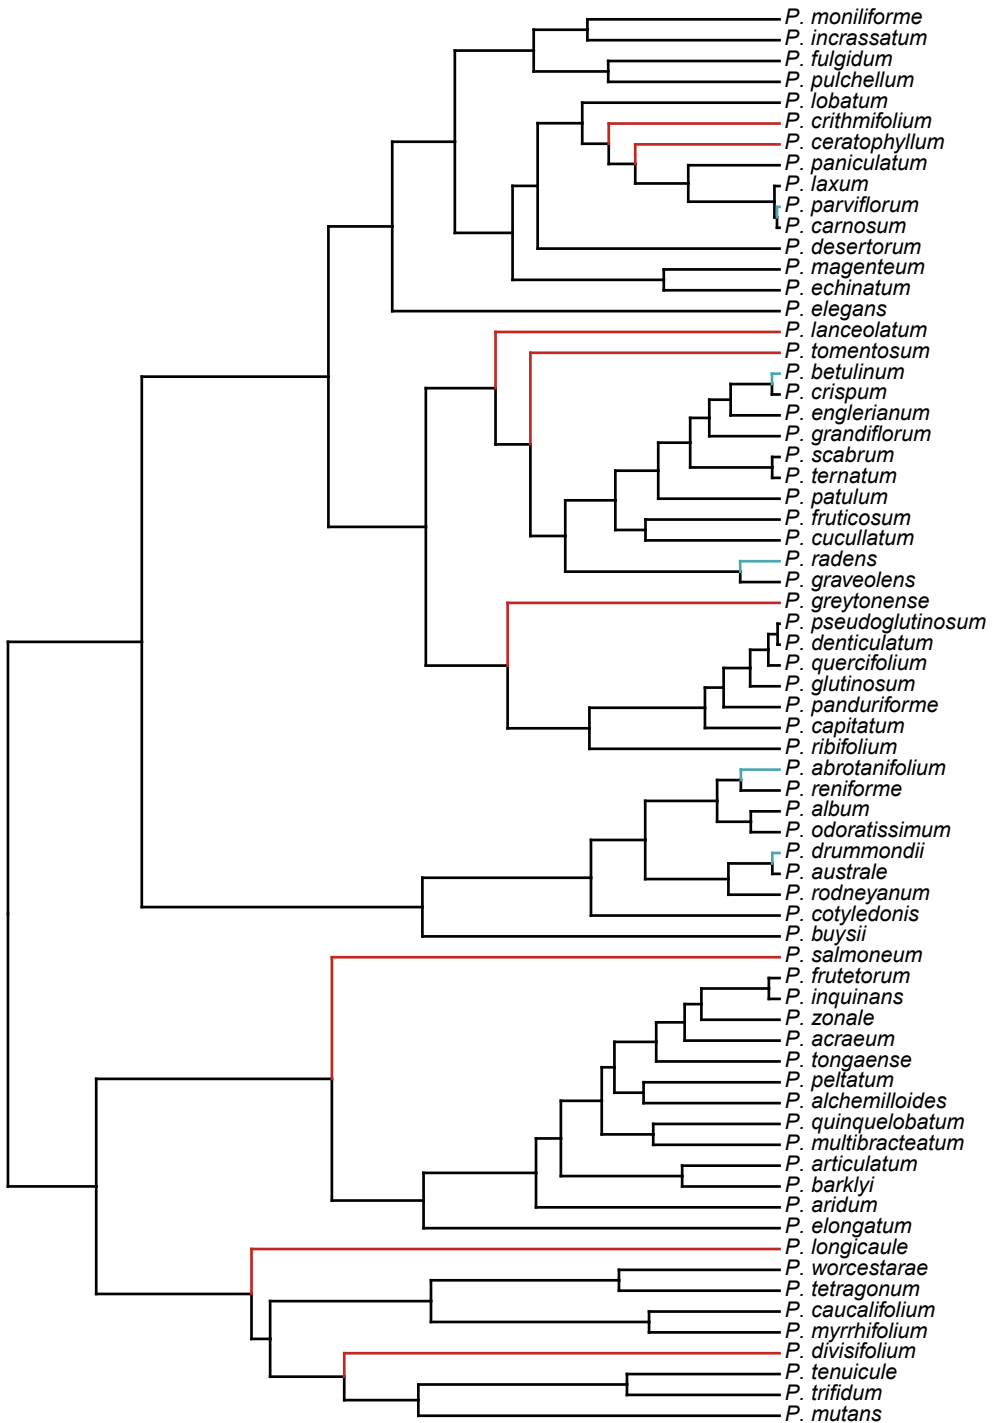 P. moniliforme
P. incrassatum
P. fulgidum
P. pulchellum
P. lobatum
P. crithmifolium
P. ceratophyllum
P. paniculatum
P. laxum
P. parviflorum
P. carnosum
P. desertorum
P. magenteum
P. echinatum
P. elegans
P. lanceolatum
P. tomentosum
P. betulinum
P. crispum
P. englerianum
P. grandiflorum
P. scabrum
P. ternatum
P. patulum
P. fruticosum
P. cucullatum
P. radens
P. graveolens
P. greytonense
P. pseudoglutinosum
P. denticulatum
P. quercifolium
P. glutinosum
P. panduriforme
P. capitatum
P. ribifolium
P. abrotanifolium
P. reniforme
P. album
P. odoratissimum
P. drummondii
P. australe
P. rodneyanum
P. cotyledonis
P. buysii
P. salmoneum
P. frutetorum
P. inquinans
P. zonale
P. acraeum
P. tongaense
P. peltatum
P. alchemilloides
P. quinquelobatum
P. multibracteatum
P. articulatum
P. barklyi
P. aridum
P. elongatum
P. longicaule
P. worcestarae
P. tetragonum
P. caucalifolium
P. myrrhifolium
P. divisifolium
P. tenuicule
P. trifidum
P. mutans